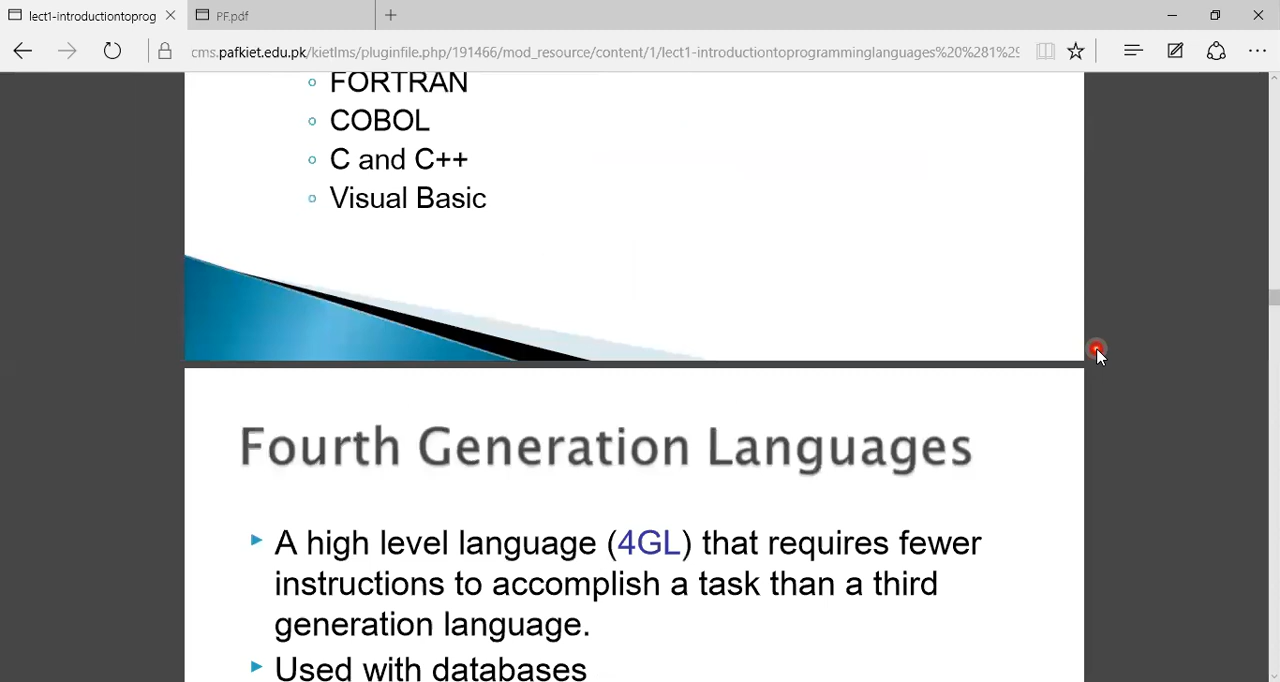 lect1-introductiontoprog
PF.pdf
cms.pafkiet.edu.pk/kietlms/pluginfile.php/191466/mod_resource/content/1/lect1-introductiontoprogramminglanguages%20%281%29
FORTRAN
COBOL
C and C++
Visual Basic
Fourth Generation Languages
A high level language (4GL) that requires fewer
instructions to accomplish a task than a third
generation language.
Used with databases